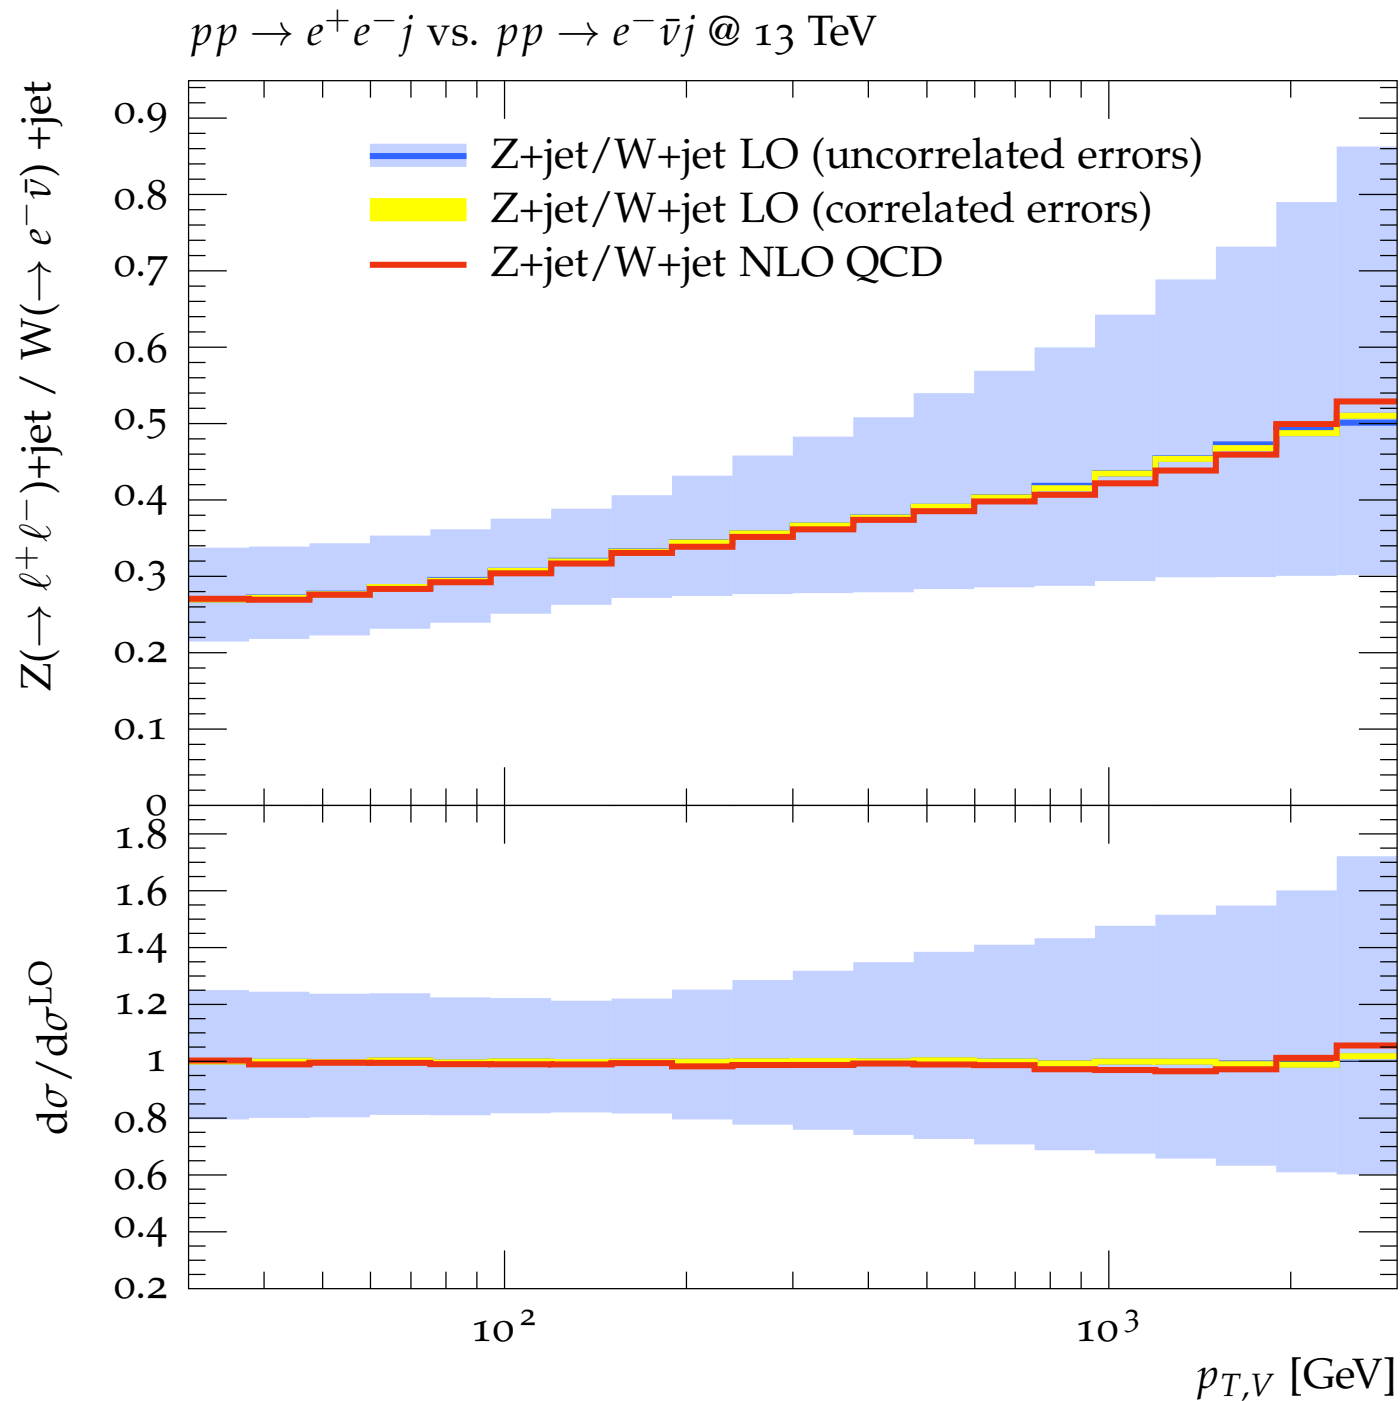 pp → e⁺e⁻j vs. pp → e⁻ν̄j @ 13 TeV
Z(→ ℓ⁺ℓ⁻)+jet / W(→ e⁻ν̄) +jet
0.9
0.8
0.7
0.6
0.5
0.4
0.3
0.2
0.1
0
Z+jet/W+jet LO (uncorrelated errors)
Z+jet/W+jet LO (correlated errors)
Z+jet/W+jet NLO QCD
dσ/dσ^LO
1.8
1.6
1.4
1.2
1
0.8
0.6
0.4
0.2
10² 10³
p_{T,V} [GeV]